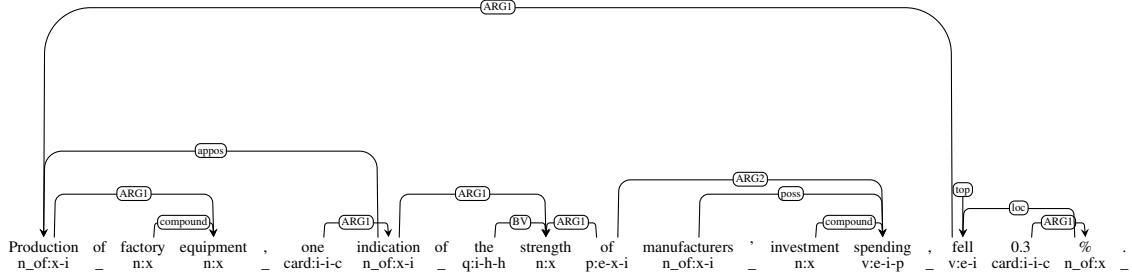 ARG1
appos
ARG2
ARG1 ARG1 poss
top
loc
compound ARG1 BV ARG1 compound ARG1
Production of factory equipment , one indication of the strength of manufacturers ' investment spending , fell 0.3 % .
n_of:x-i _ n:x n:x _ card:i-i-c n_of:x-i _ q:i-h-h n:x p:e-x-i n_of:x-i _ n:x v:e-i-p _ v:e-i card:i-i-c n_of:x _